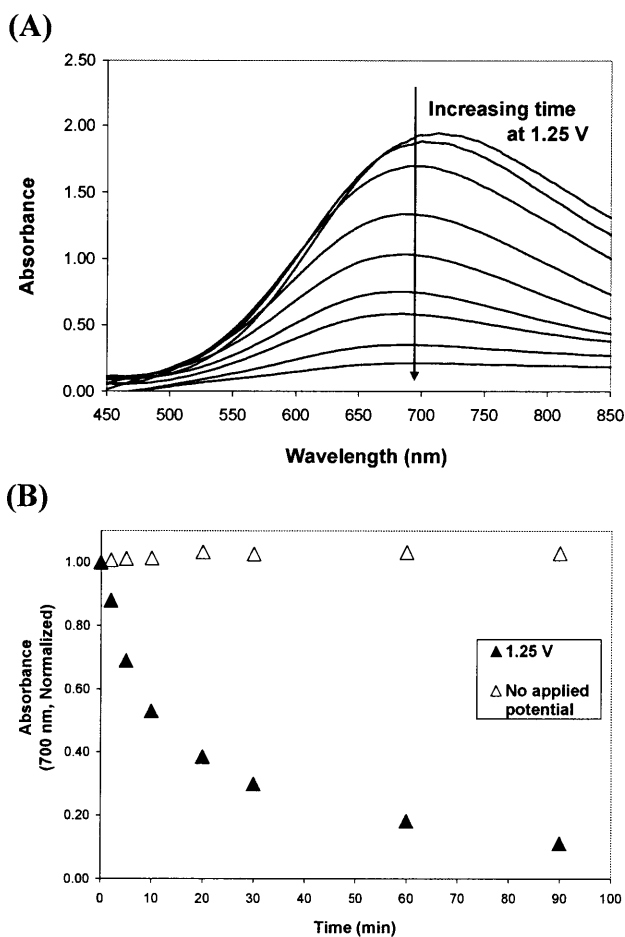 (A)
2.50
2.00
1.50
1.00
0.50
0.00
Absorbance
Increasing time
at 1.25 V
450 500 550 600 650 700 750 800 850
Wavelength (nm)
(B)
1.00
0.80
0.60
0.40
0.20
0.00
Absorbance
(700 nm, Normalized)
1.25 V
No applied
potential
0 10 20 30 40 50 60 70 80 90 100
Time (min)